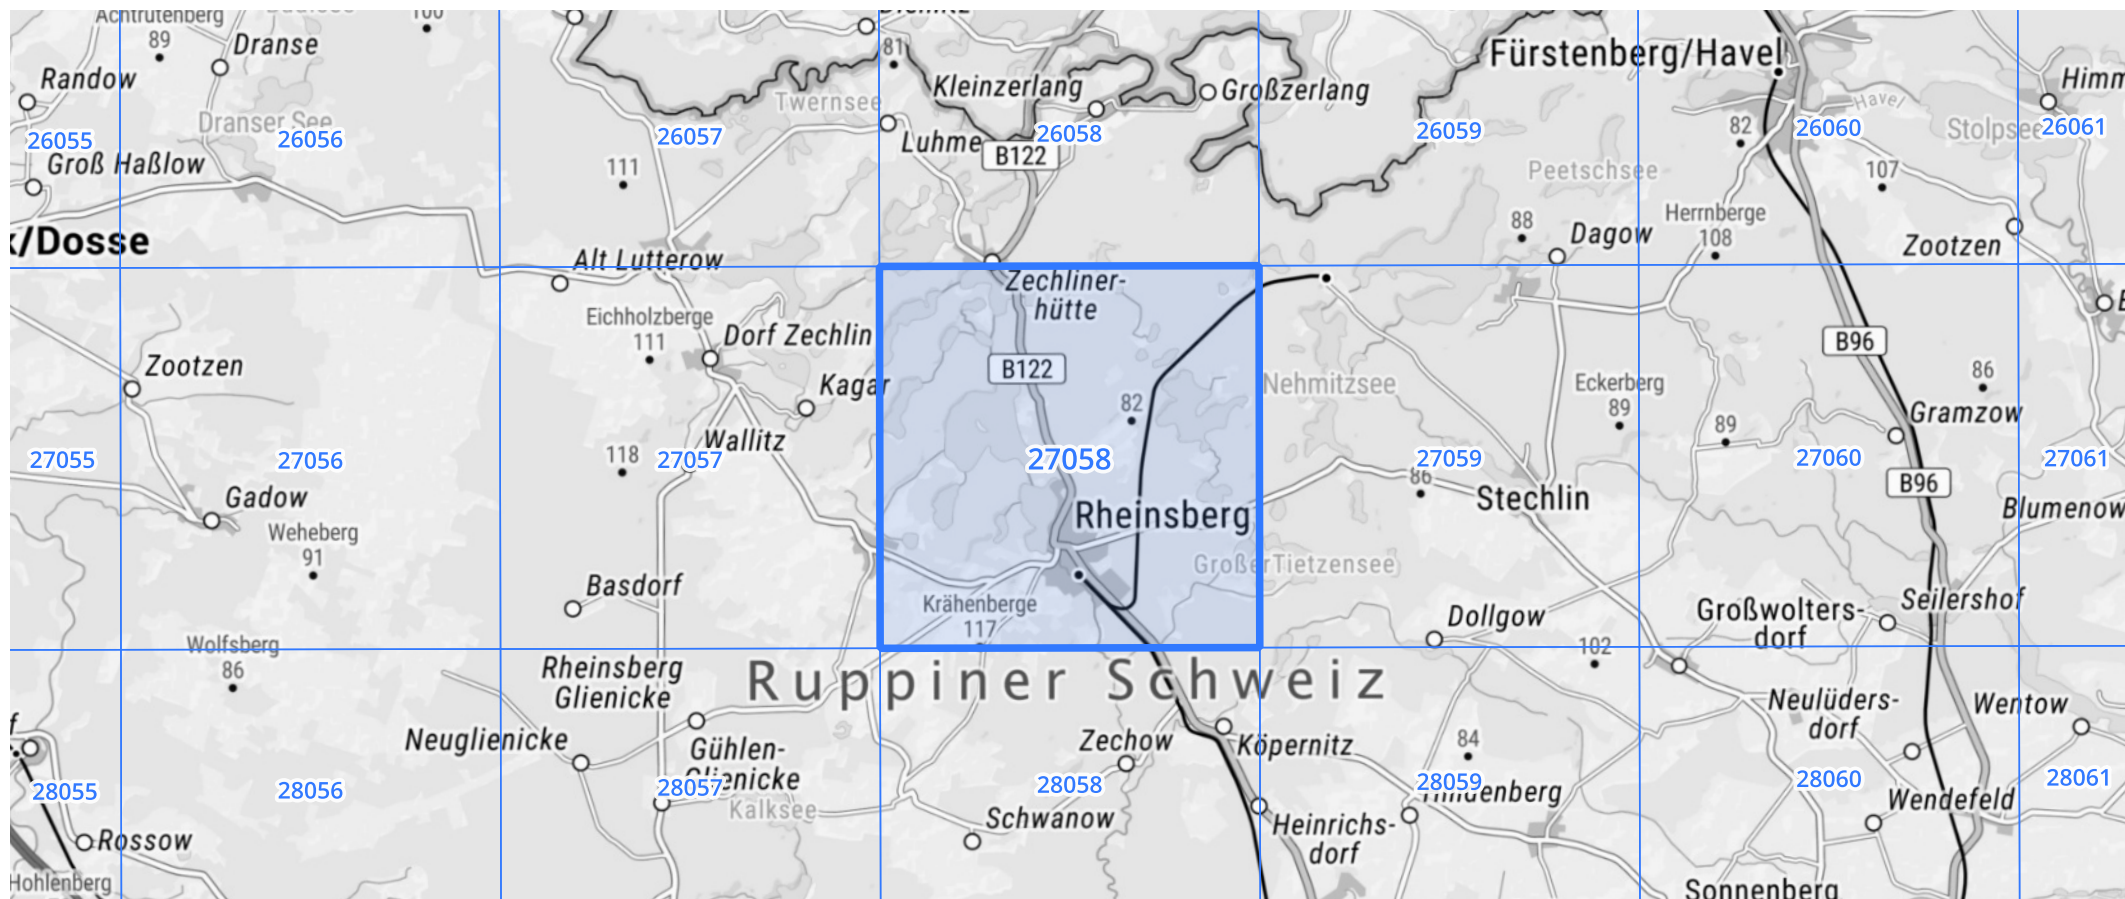 Achtrutenberg
89
Dranse
Randow
Dranser See
26055
26056
Groß Haßlow
k/Dosse
111
26057
Twernsee
81
Kleinzerlang
Großzerlang
Luhme
26058
B122
Fürstenberg/Havel
26059
Peetschsee
82
26060
Havel
Stolpsee
26061
107
88
Dagow
Herrnberge
108
Zootzen
Alt Lutterow
Eichholzberge
111
Dorf Zechlin
Kagar
Zechliner-
hütte
B122
82
Nehmitzsee
Eckerberg
89
89
B96
86
Gramzow
B96
Zootzen
27055
27056
Gadow
Weheberg
91
118
27057
Wallitz
27058
Rheinsberg
27059
86
Stechlin
27060
27061
Blumenow
Basdorf
Krähenberge
117
Großer Tietzensee
Dollgow
102
Großwolters-
dorf
Seilershof
Wolfsberg
86
Rheinsberg
Glienicke
Ruppiner Schweiz
Neuglienicke
Gühlen-
Glienicke
Kalksee
28055
28056
28057
Rossow
Hohlenberg
Zechow
Köpernitz
28058
Schwanow
Heinrichs-
dorf
84
28059
Neulüders-
dorf
Wentow
28060
28061
Wendefeld
Sonnenberg